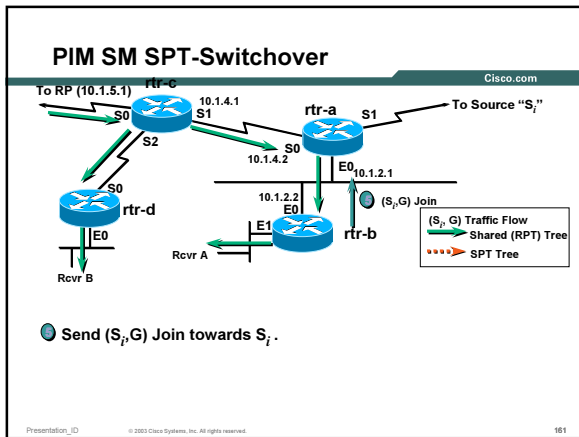 PIM SM SPT-Switchover
Cisco.com
To RP (10.1.5.1)
rtr-c
S0
10.1.4.1
S1
S2
rtr-a
S1
To Source “Si”
10.1.4.2
S0
E0
10.1.2.1
S0
rtr-d
E0
Rcvr B
10.1.2.2
E0
E1
rtr-b
Rcvr A
5
(Si,G) Join
(Si, G) Traffic Flow
Shared (RPT) Tree
SPT Tree
5 Send (Si,G) Join towards Si .
Presentation_ID
© 2003 Cisco Systems, Inc. All rights reserved.
161